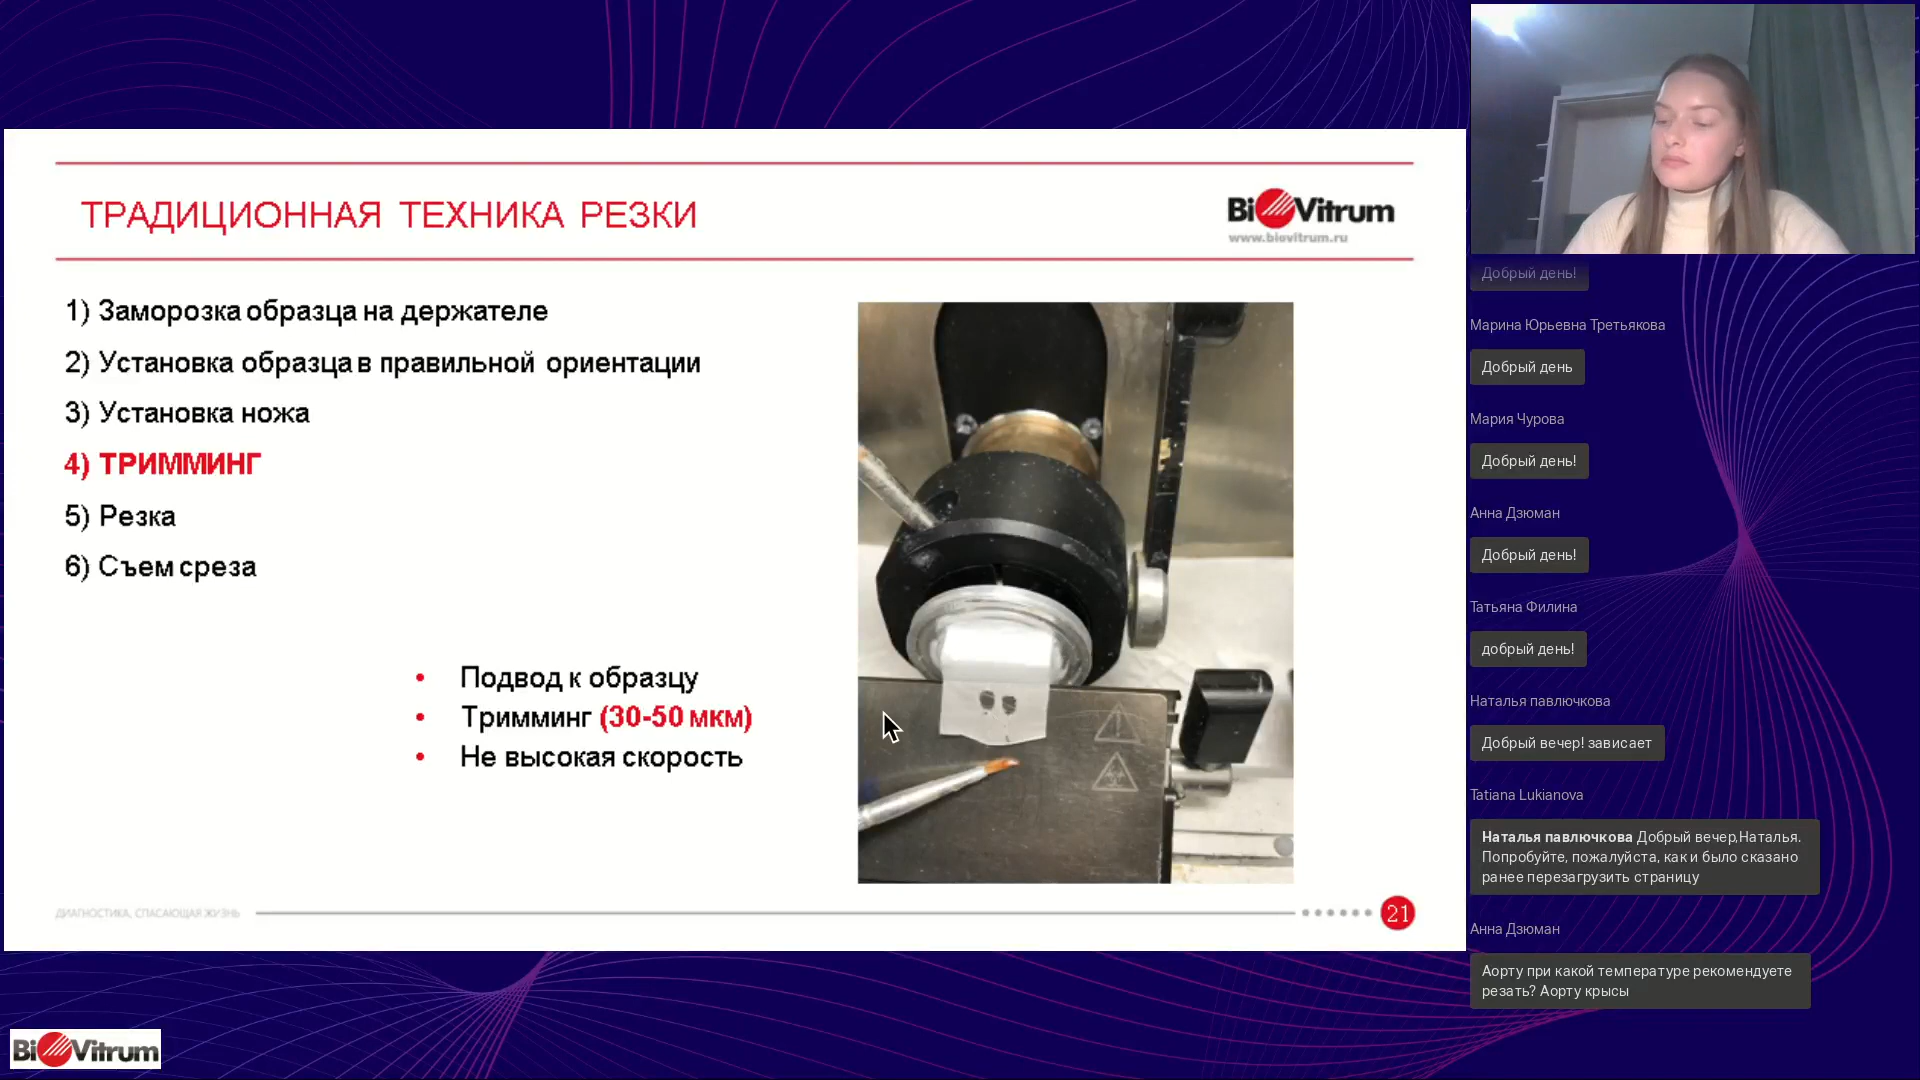 ТРАДИЦИОННАЯ ТЕХНИКА РЕЗКИ
BioVitrum
www.biovitrum.ru
1) Заморозка образца на держателе
2) Установка образца в правильной ориентации
3) Установка ножа
4) ТРИММИНГ
5) Резка
6) Съем среза
• Подвод к образцу
• Тримминг (30-50 мкм)
• Не высокая скорость
ДИАГНОСТИКА, СПАСАЮЩАЯ ЖИЗНЬ
21
BioVitrum
Добрый день!
Марина Юрьевна Третьякова
Добрый день
Мария Чурова
Добрый день!
Анна Дзюман
Добрый день!
Татьяна Филина
добрый день!
Наталья павлючкова
Добрый вечер! зависает
Tatiana Lukianova
Наталья павлючкова Добрый вечер,Наталья.
Попробуйте, пожалуйста, как и было сказано
ранее перезагрузить страницу
Анна Дзюман
Аорту при какой температуре рекомендуете
резать? Аорту крысы